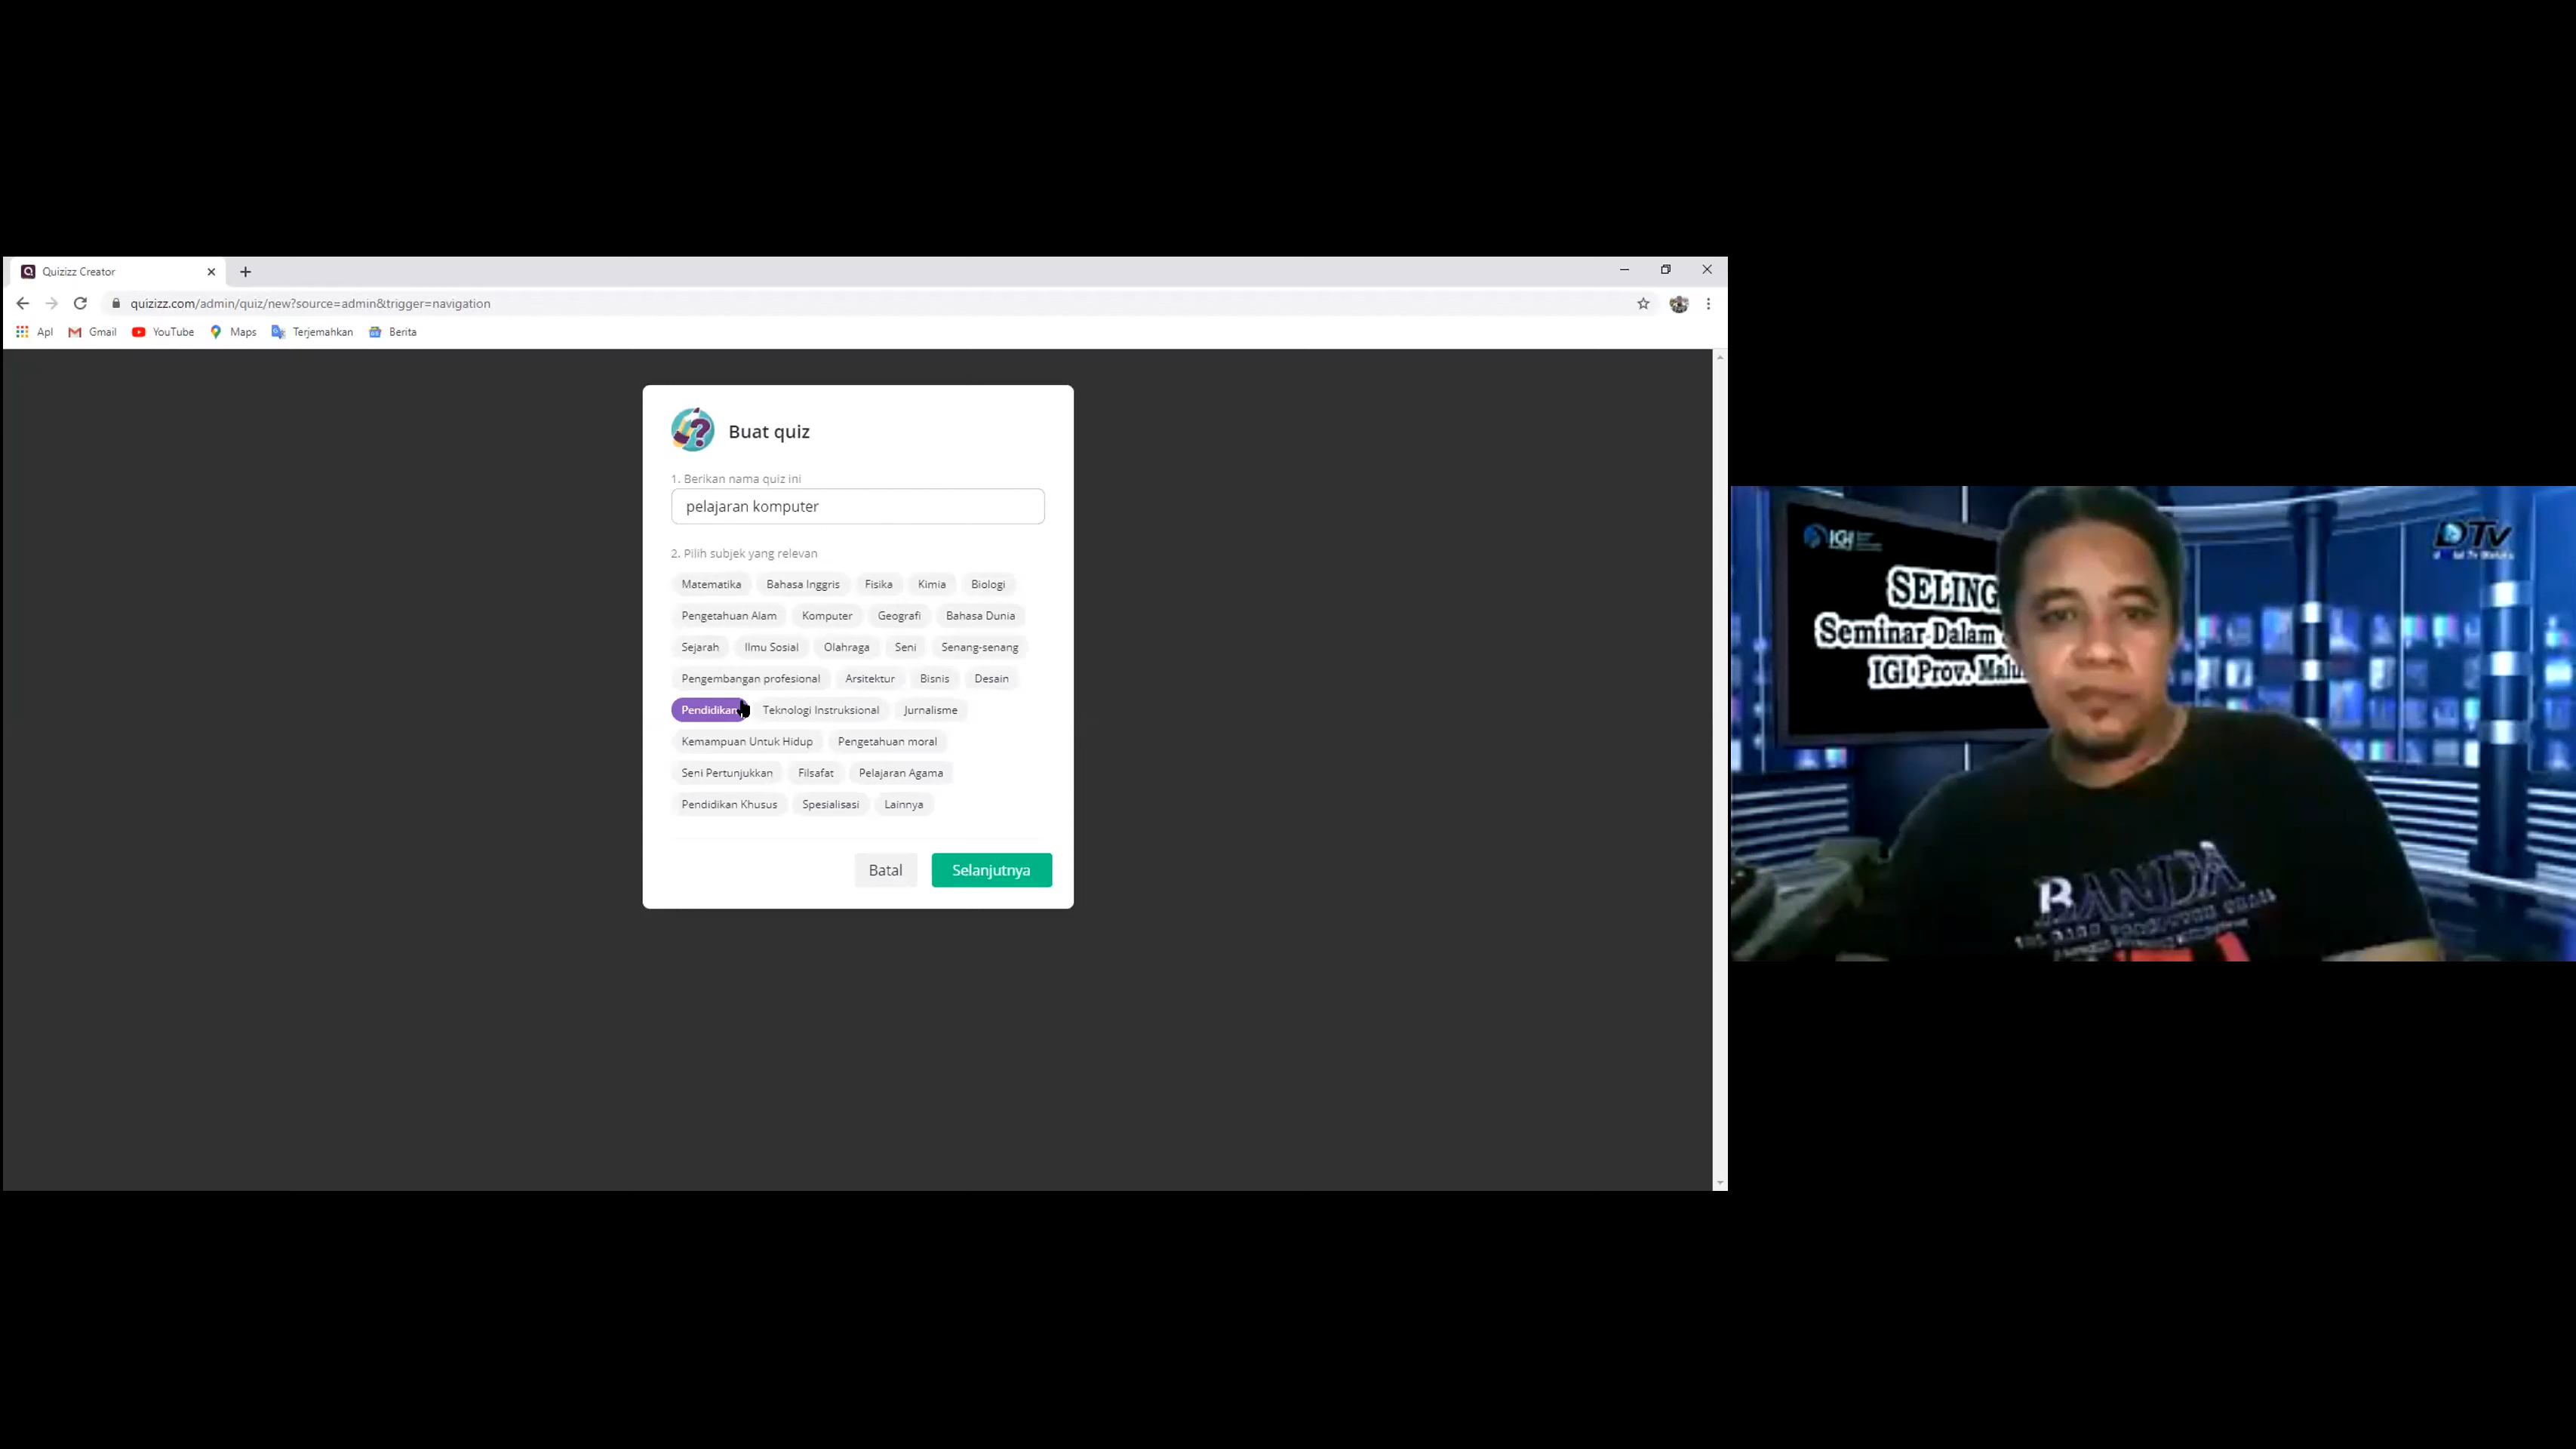 Quizizz Creator
quizizz.com/admin/quiz/new?source=admin&trigger=navigation
Apl Gmail YouTube Maps Terjemahkan Berita
Buat quiz
1. Berikan nama quiz ini
pelajaran komputer
2. Pilih subjek yang relevan
Matematika Bahasa Inggris Fisika Kimia Biologi
Pengetahuan Alam Komputer Geografi Bahasa Dunia
Sejarah Ilmu Sosial Olahraga Seni Senang-senang
Pengembangan profesional Arsitektur Bisnis Desain
Pendidikan Teknologi Instruksional Jurnalisme
Kemampuan Untuk Hidup Pengetahuan moral
Seni Pertunjukkan Filsafat Pelajaran Agama
Pendidikan Khusus Spesialisasi Lainnya
Batal Selanjutnya
IGI
SELING
Seminar Dalam
IGI Prov. Malu
DTV
BANDA